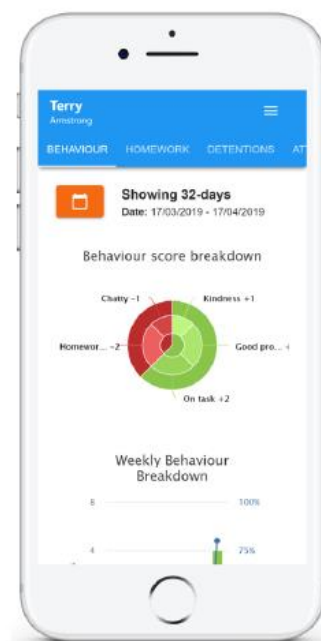 Terry
Armstrong
BEHAVIOUR HOMEWORK DETENTIONS AT
Showing 32-days
Date: 17/03/2019 - 17/04/2019
Behaviour score breakdown
Chatty -1 Kindness +1
Homewor... -2 Good pro... +
On task +2
Weekly Behaviour
Breakdown
100%
4 75%